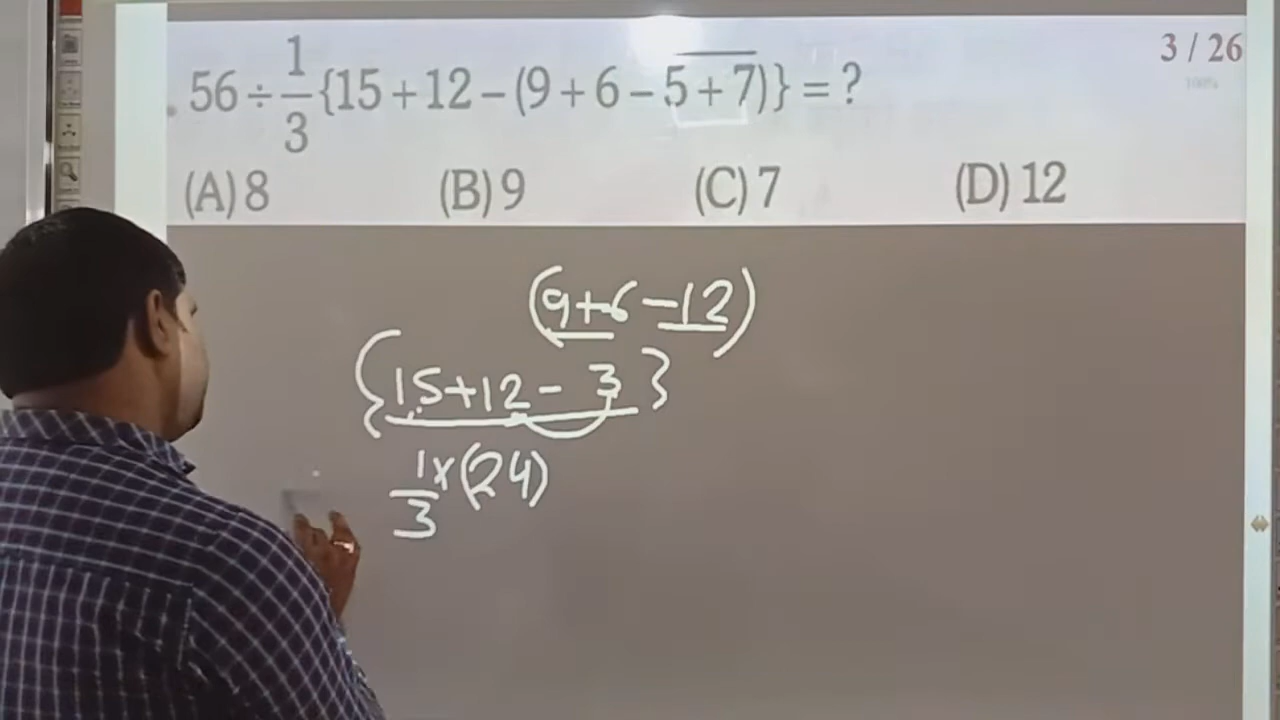 3 / 26
100%
. 56 ÷ 1/3 {15 + 12 – (9 + 6 – 5̅ ̅+̅ ̅7̅)} = ?
(A) 8 (B) 9 (C) 7 (D) 12
(9+6-12)
{15+12-3}
1/3 x(24)